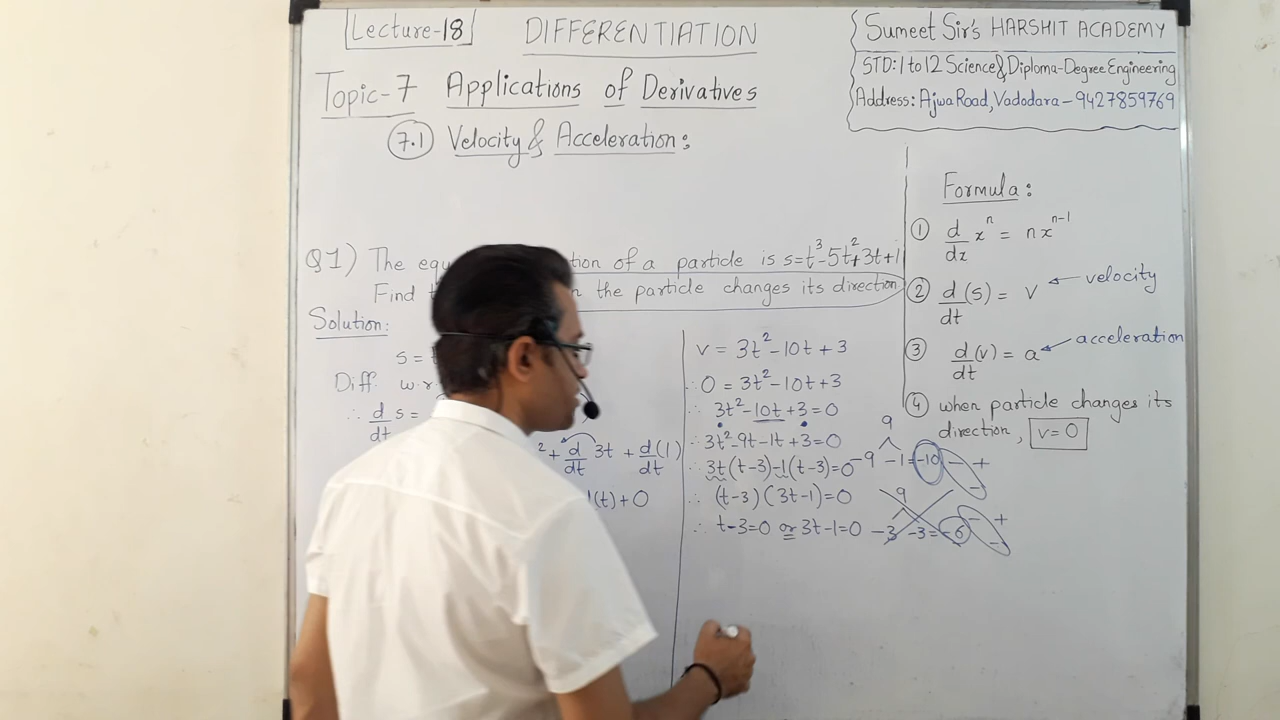 Lecture-18
DIFFERENTIATION
Sumeet Sir's HARSHIT ACADEMY
STD: 1 to 12 Science & Diploma-Degree Engineering
Address: Ajwa Road, Vadodara - 9427859769
Topic-7 Applications of Derivatives
7.1 Velocity & Acceleration:
Q1) The tion of a particle is s=t³-5t²+3t+1
Find the particle changes its direction
Solution:
s =
Diff. w.r.
∴ d/dt s =
² + d/dt 3t + d/dt (1)
(t)+0
v = 3t²-10t+3
∴ 0 = 3t²-10t+3
∴ 3t²-10t+3=0
∴ 3t²-9t-1t+3=0
∴ 3t(t-3)-1(t-3)=0
∴ (t-3)(3t-1)=0
∴ t-3=0 or 3t-1=0
9
-9 -1=-10 - +
-
9
-3 -3=-6 - +
-
Formula:
① d/dx xⁿ = nxⁿ⁻¹
② d/dt (s) = v ← velocity
③ d/dt (v) = a ← acceleration
④ when particle changes its
direction, v=0